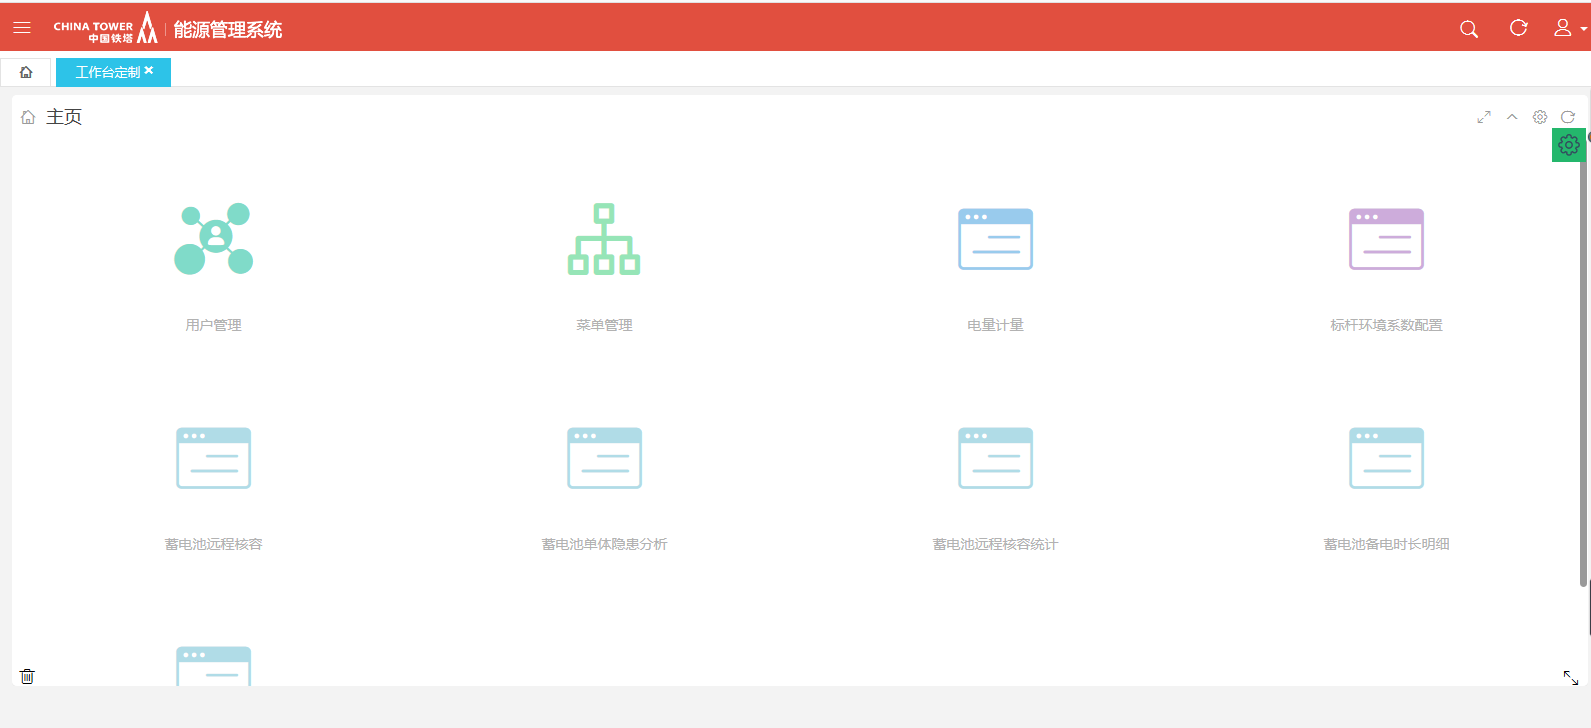 CHINA TOWER
中国铁塔
能源管理系统
工作台定制
主页
用户管理
菜单管理
电量计量
标杆环境系数配置
蓄电池远程核容
蓄电池单体隐患分析
蓄电池远程核容统计
蓄电池备电时长明细